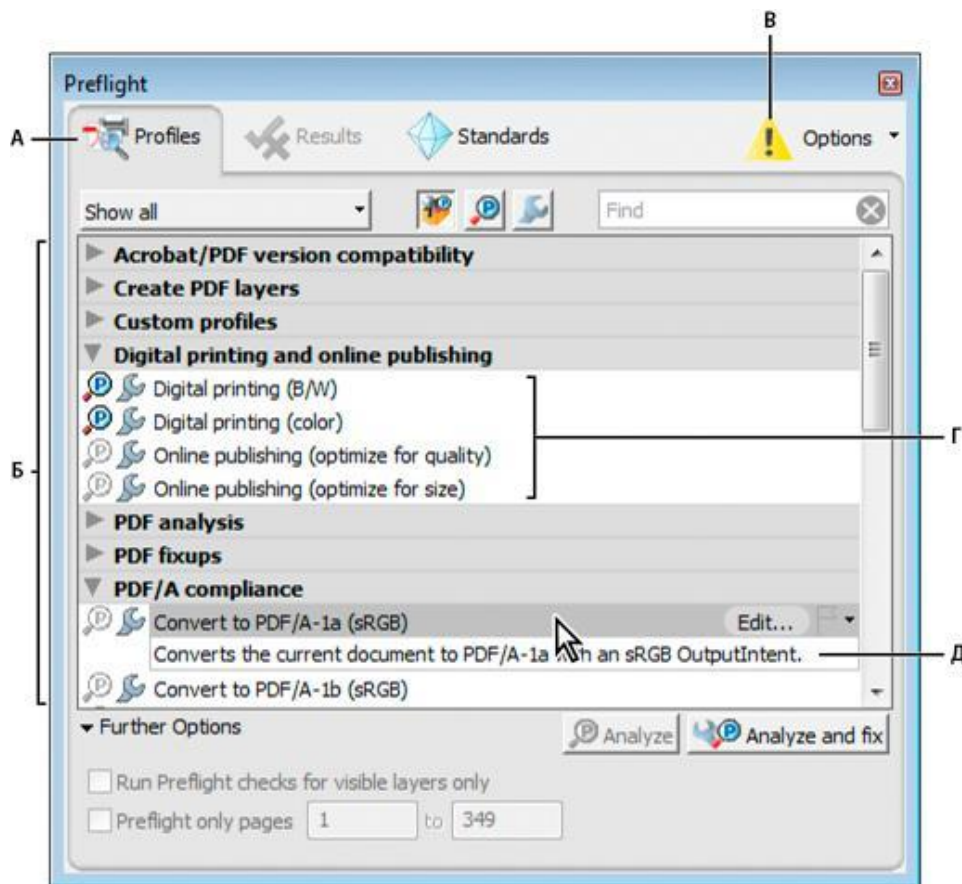 В
Preflight
А
Profiles
Results
Standards
Options
Show all
Find
Acrobat/PDF version compatibility
Create PDF layers
Custom profiles
Digital printing and online publishing
Digital printing (B/W)
Digital printing (color)
Г
Б
Online publishing (optimize for quality)
Online publishing (optimize for size)
PDF analysis
PDF fixups
PDF/A compliance
Convert to PDF/A-1a (sRGB)
Edit...
Converts the current document to PDF/A-1a with an sRGB OutputIntent.
Д
Convert to PDF/A-1b (sRGB)
Further Options
Analyze
Analyze and fix
Run Preflight checks for visible layers only
Preflight only pages 1 to 349